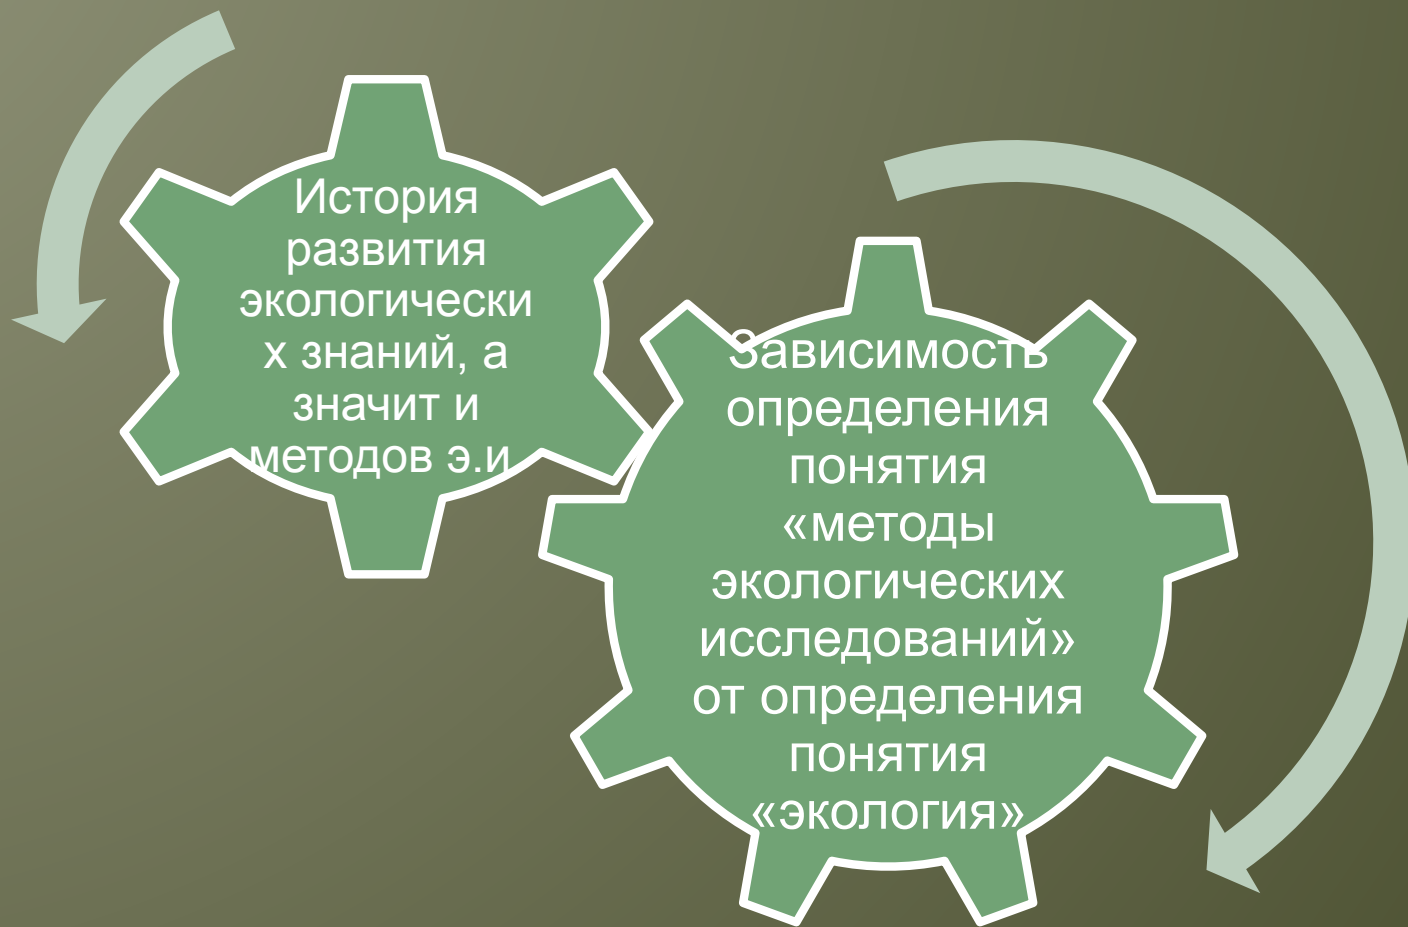 История
развития
экологически
х знаний, а
значит и
методов э.и.
Зависимость
определения
понятия
«методы
экологических
исследований»
от определения
понятия
«экология»